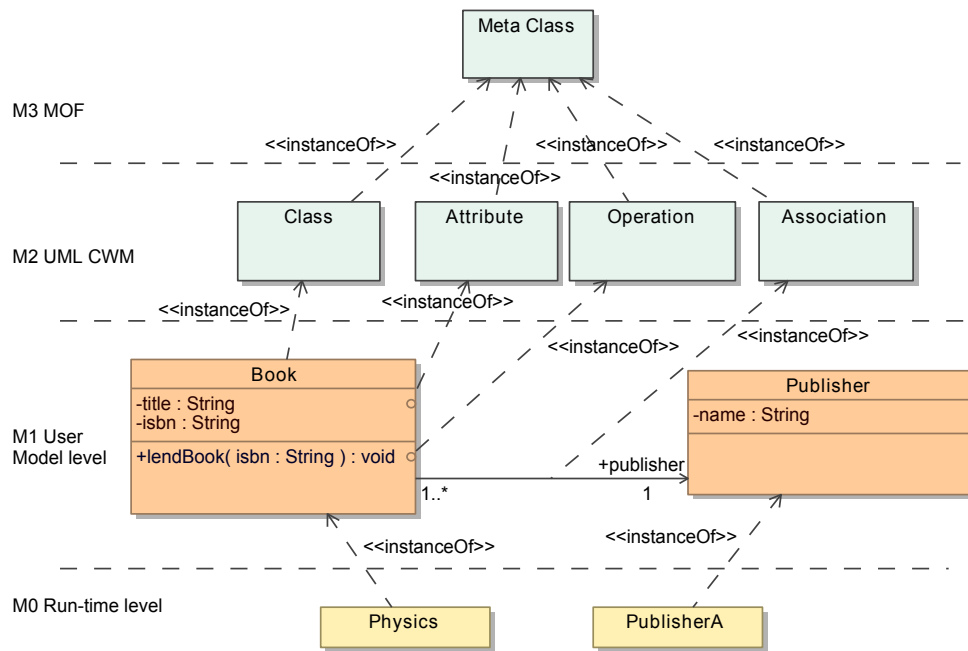 Meta Class
M3 MOF
<<instanceOf>>
<<instanceOf>>
<<instanceOf>>
<<instanceOf>>
Class
Attribute
Operation
Association
M2 UML CWM
<<instanceOf>>
<<instanceOf>>
<<instanceOf>>
<<instanceOf>>
Book
-title : String
-isbn : String
+lendBook( isbn : String ) : void
Publisher
-name : String
M1 User
Model level
+publisher
1..*
1
<<instanceOf>>
<<instanceOf>>
M0 Run-time level
Physics
PublisherA